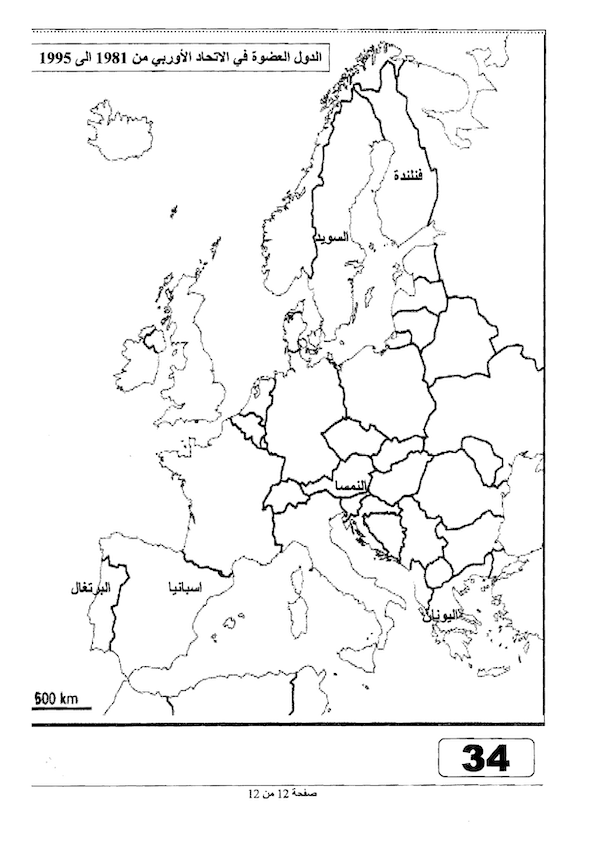 الدول العضوة في الاتحاد الأوربي من 1981 الى 1995
فنلندة
السويد
النمسا
البرتغال
اسبانيا
اليونان
500 km
34
صفحة 12 من 12